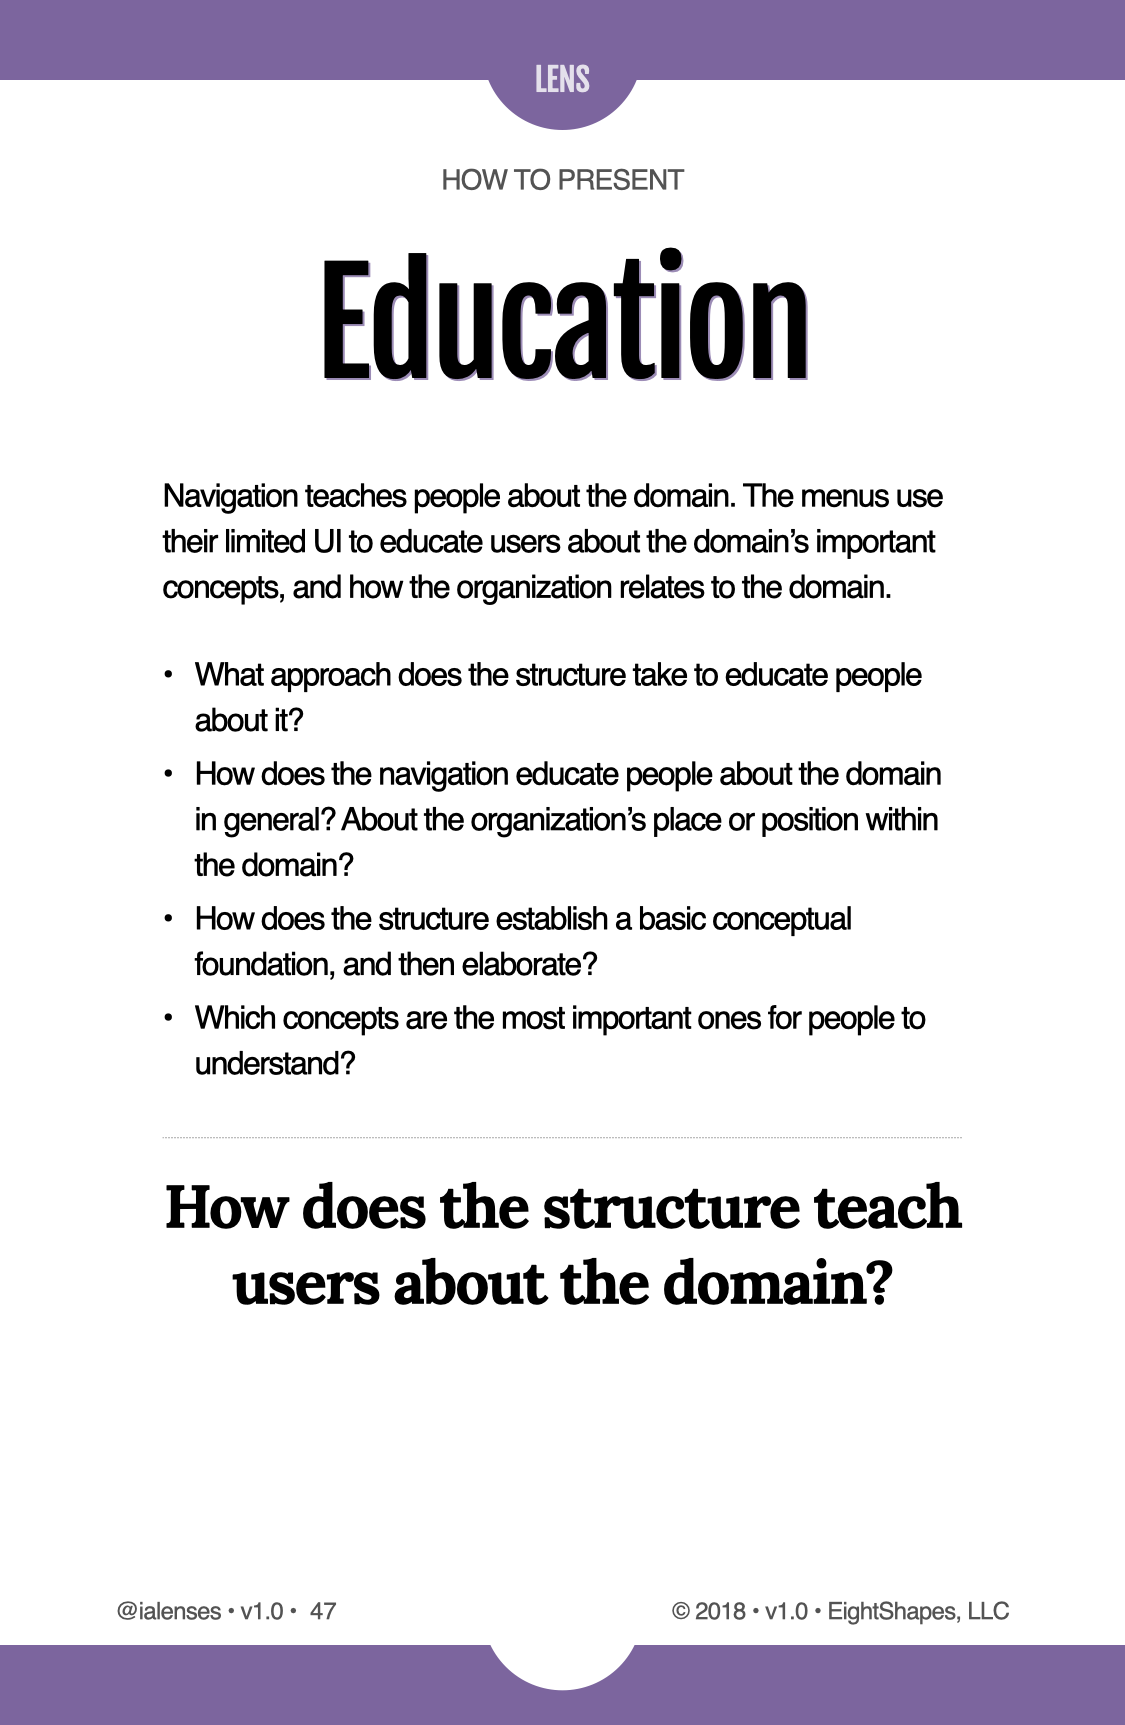 LENS
HOW TO PRESENT
Education
Navigation teaches people about the domain. The menus use
their limited UI to educate users about the domain’s important
concepts, and how the organization relates to the domain.
• What approach does the structure take to educate people
about it?
• How does the navigation educate people about the domain
in general? About the organization’s place or position within
the domain?
• How does the structure establish a basic conceptual
foundation, and then elaborate?
• Which concepts are the most important ones for people to
understand?
How does the structure teach
users about the domain?
@ialenses • v1.0 • 47
© 2018 • v1.0 • EightShapes, LLC